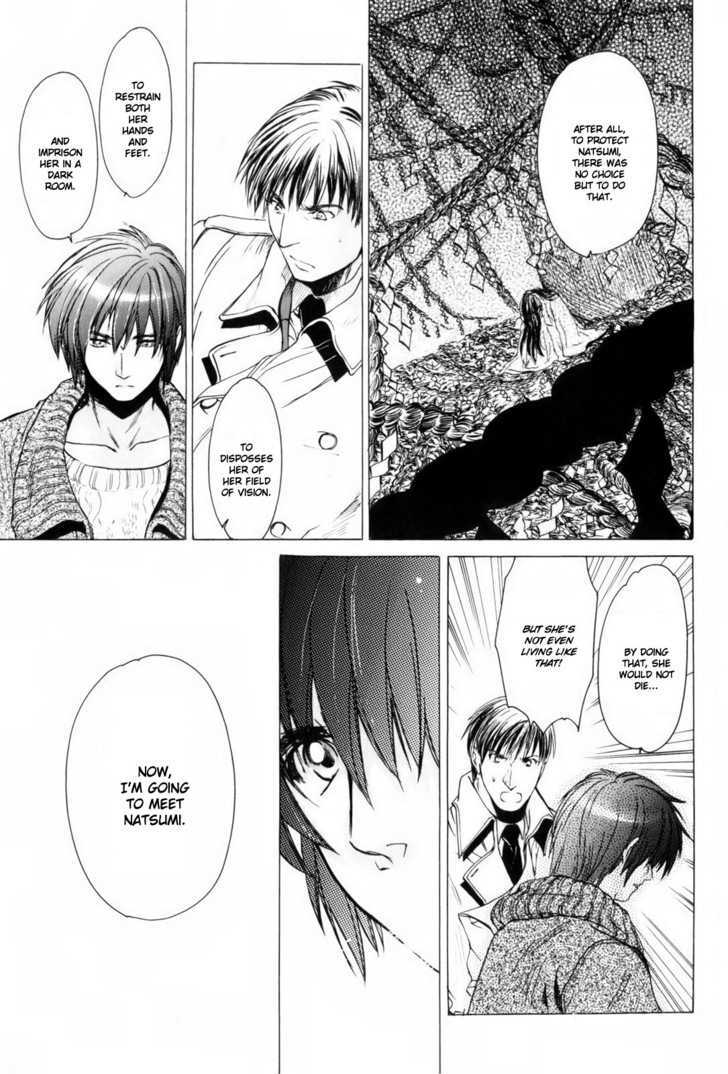 AFTER ALL,
TO PROTECT
NATSUMI,
THERE WAS
NO CHOICE
BUT TO DO
THAT.
TO
DISPOSSES
HER OF
HER FIELD
OF VISION.
TO
RESTRAIN
BOTH
HER
HANDS
AND
FEET.
AND
IMPRISON
HER IN A
DARK
ROOM.
BY DOING
THAT, SHE
WOULD NOT
DIE...
BUT SHE'S
NOT EVEN
LIVING LIKE
THAT!
NOW,
I'M GOING
TO MEET
NATSUMI.